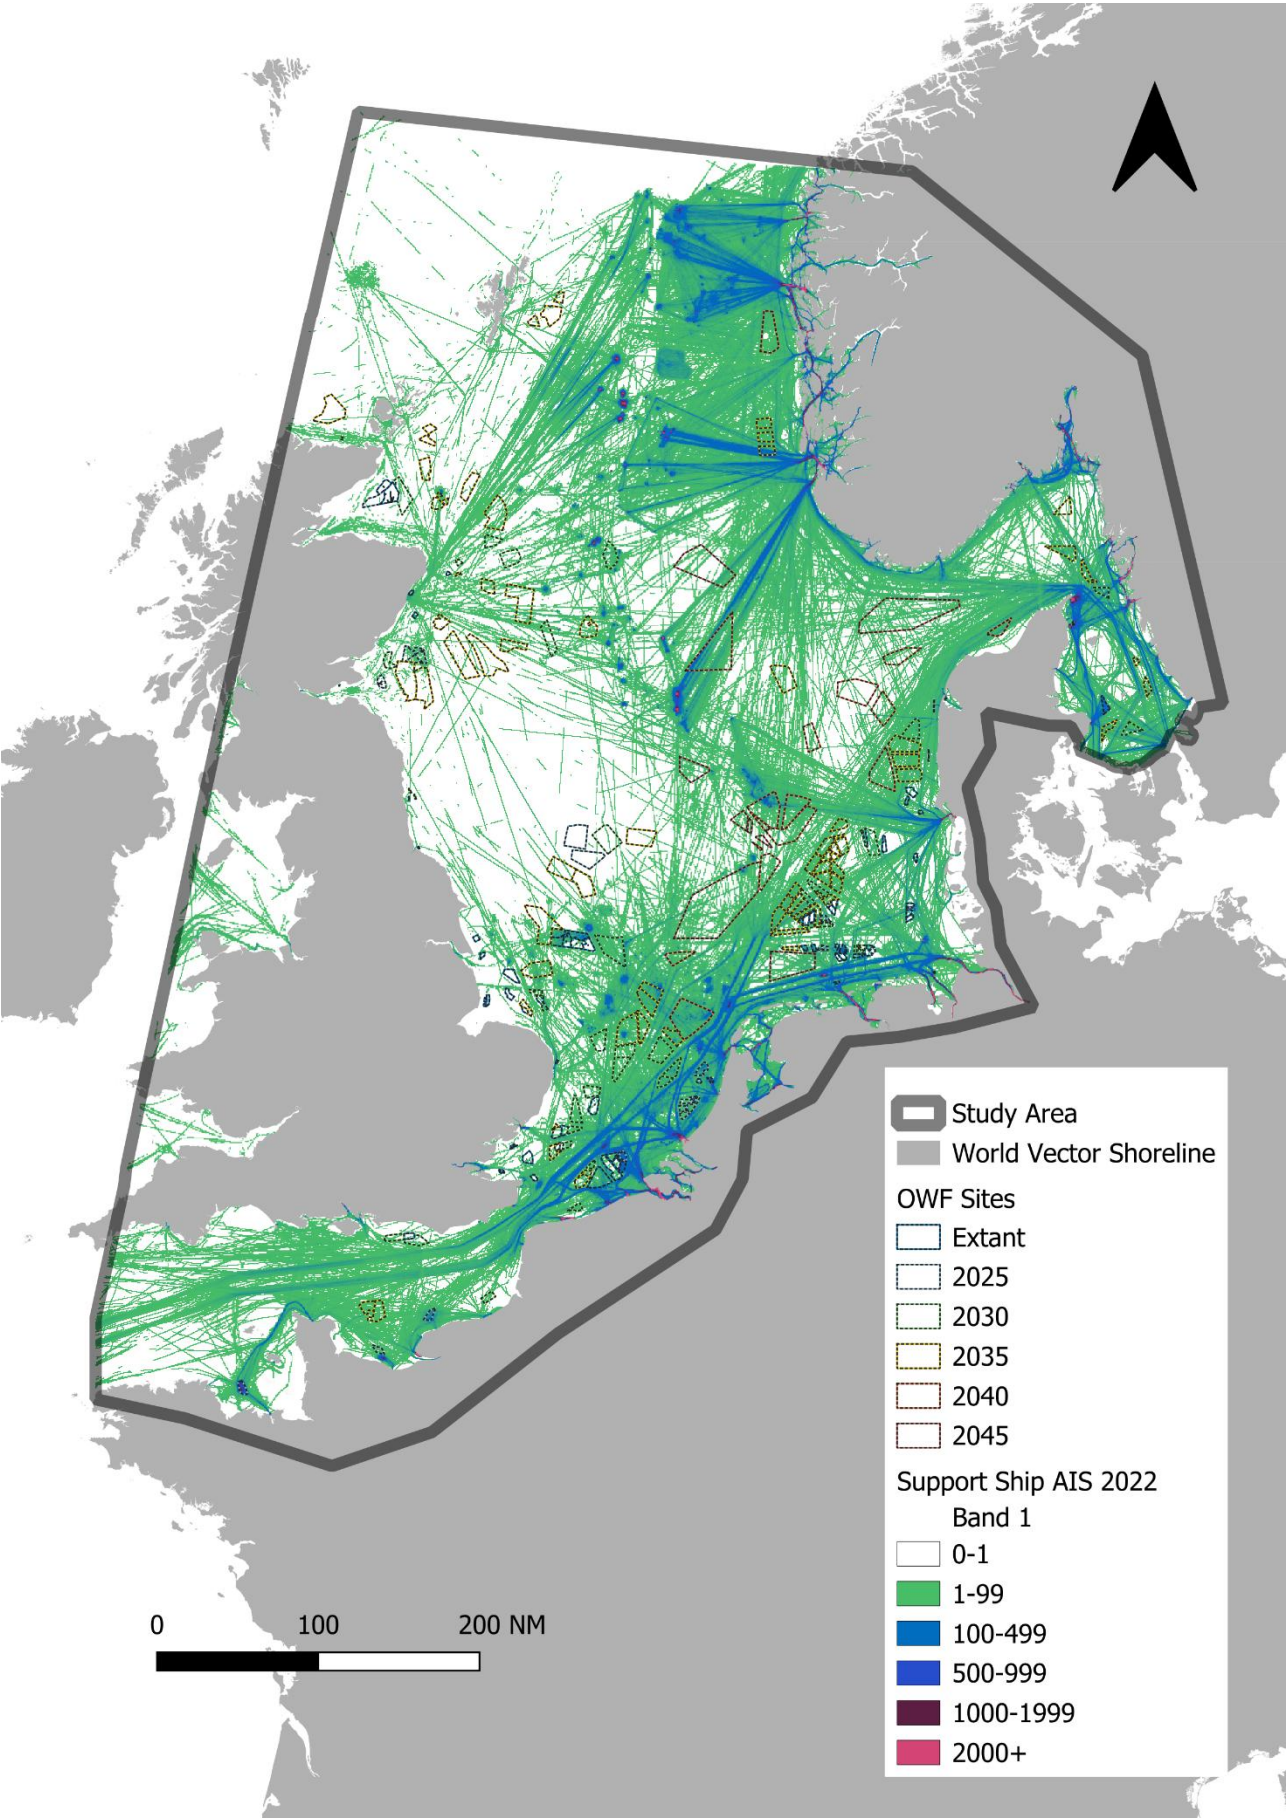 Study Area
World Vector Shoreline
OWF Sites
Extant
2025
2030
2035
2040
2045
Support Ship AIS 2022
Band 1
0-1
1-99
100-499
500-999
1000-1999
2000+
0 100 200 NM